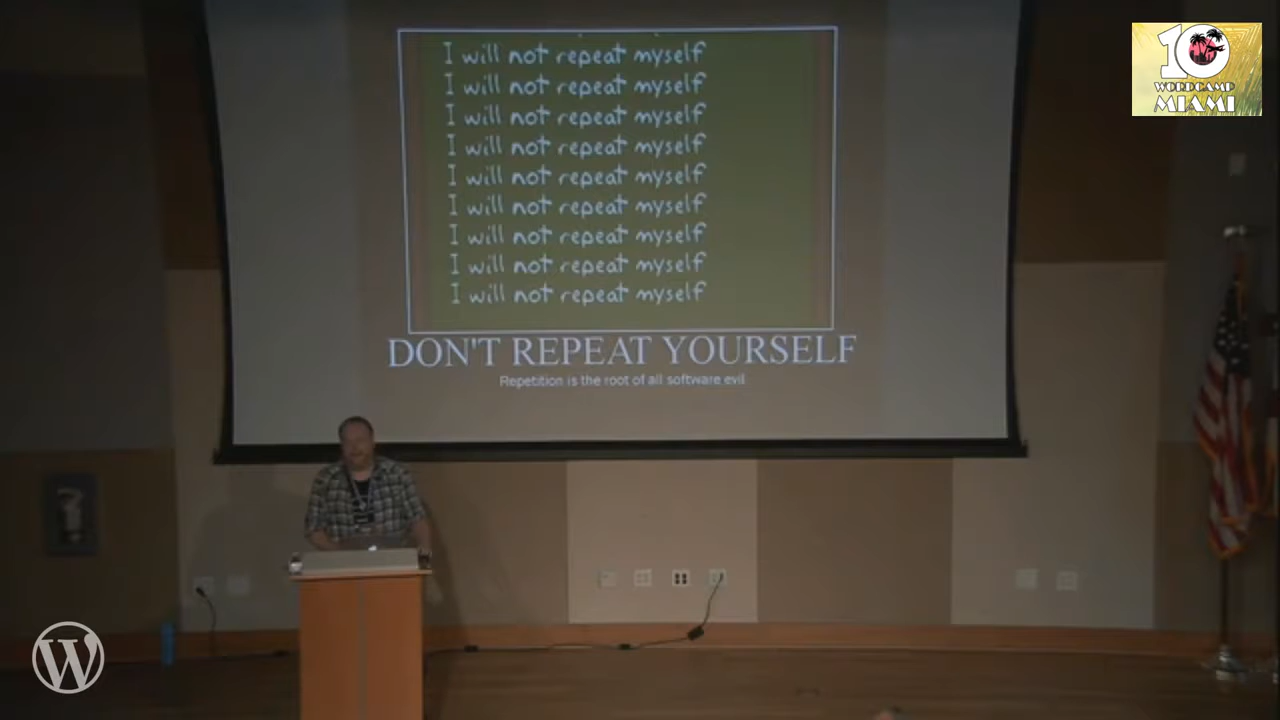 I will not repeat myself
I will not repeat myself
I will not repeat myself
I will not repeat myself
I will not repeat myself
I will not repeat myself
I will not repeat myself
I will not repeat myself
I will not repeat myself
DON'T REPEAT YOURSELF
Repetition is the root of all software evil
10
WORDCAMP
MIAMI
W